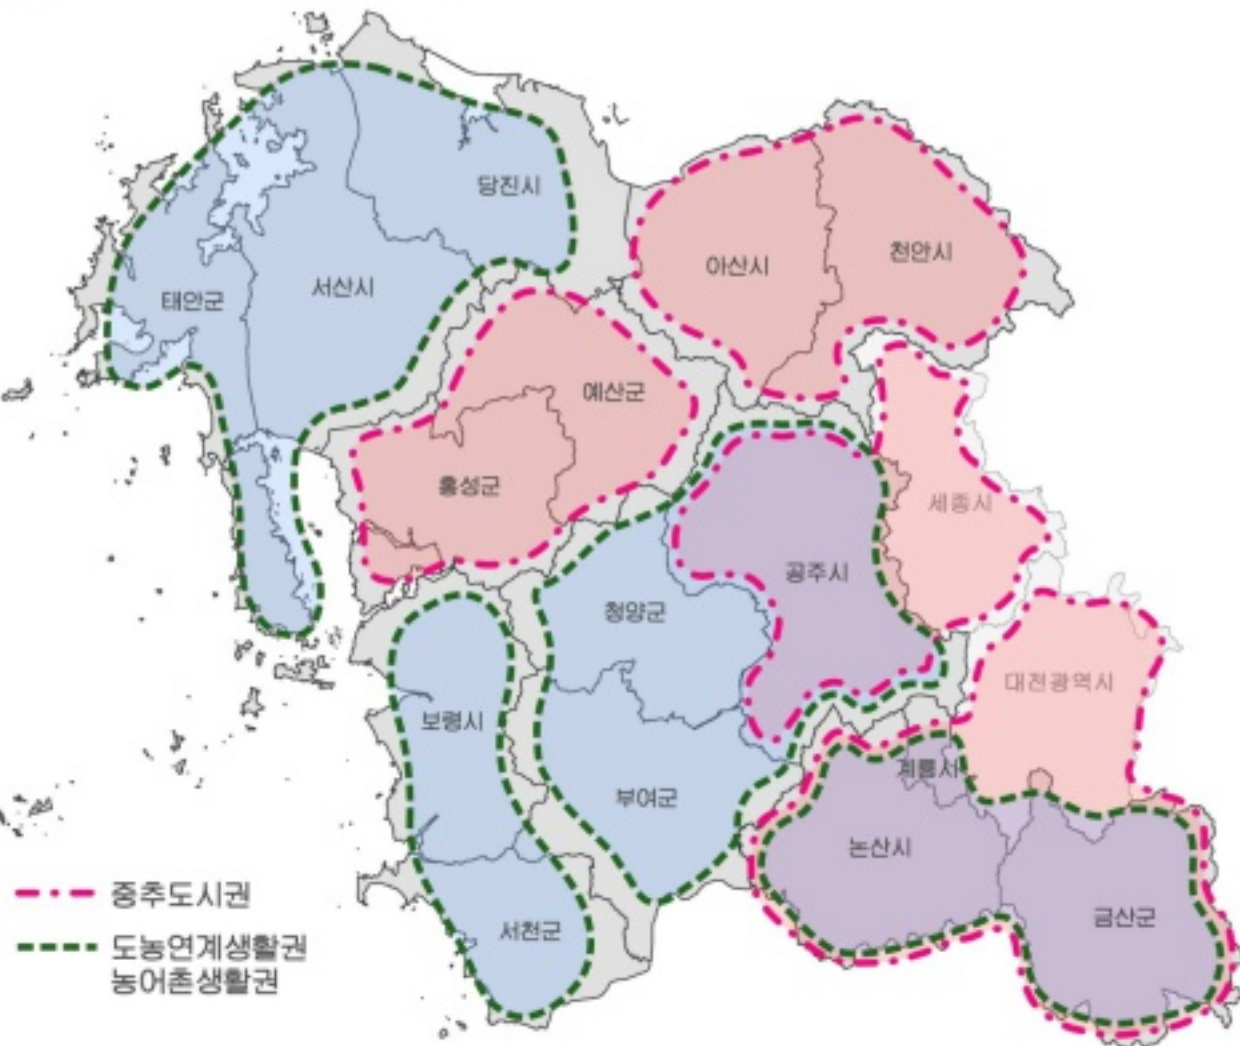 당진시
아산시
천안시
태안군
서산시
예산군
홍성군
세종시
공주시
청양군
대전광역시
보령시
계룡시
부여군
논산시
금산군
서천군
중추도시권
도농연계생활권
농어촌생활권